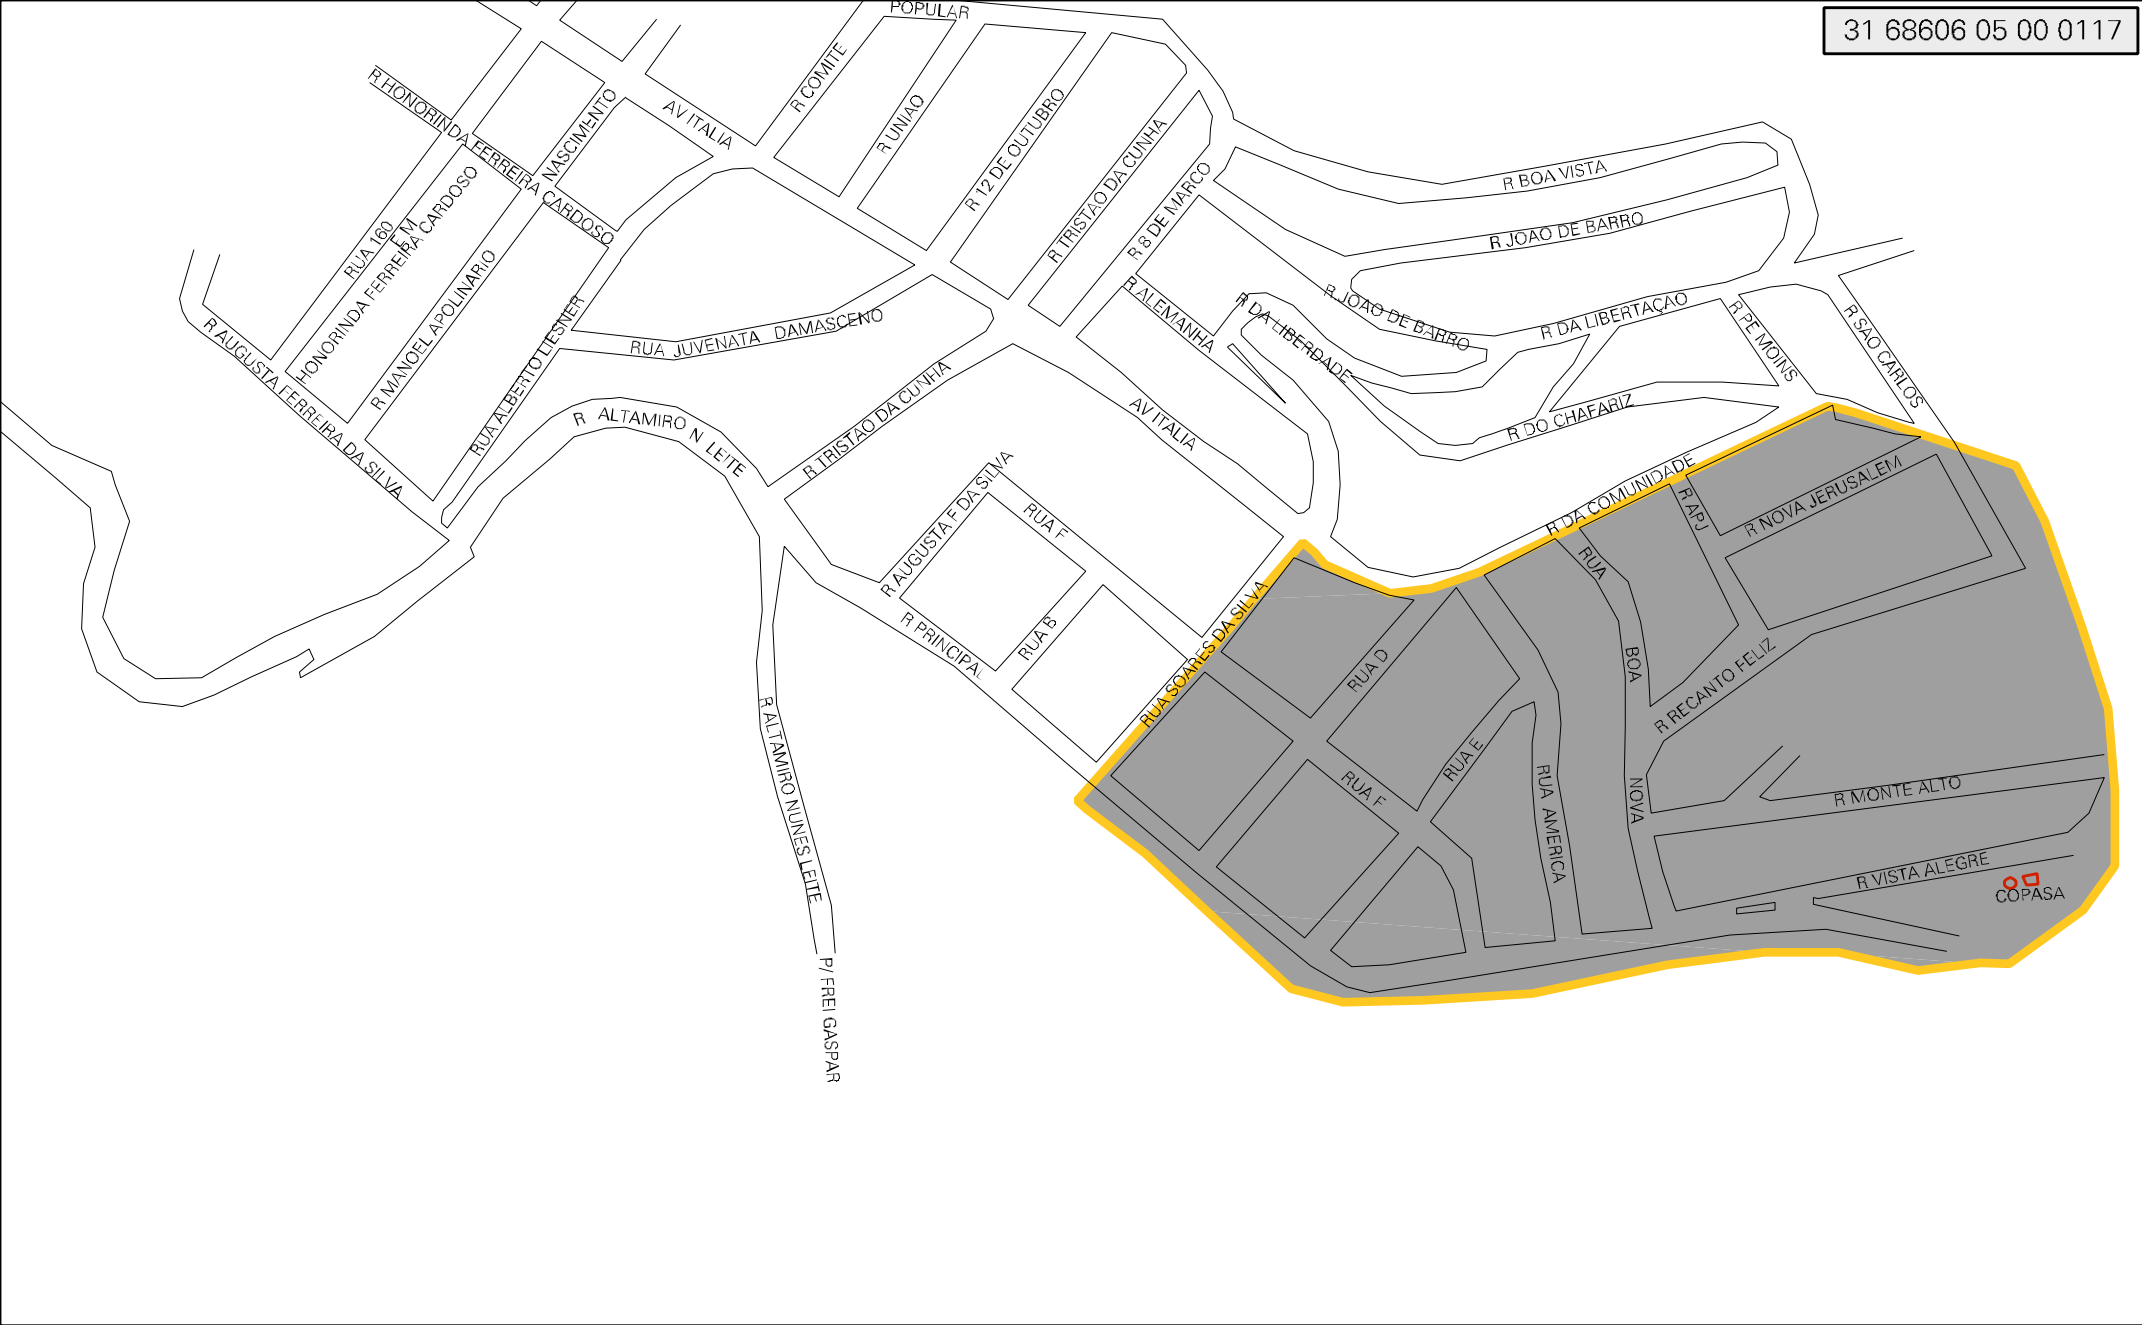 POPULAR
31 68606 05 00 0117
R HONORINDA FERREIRA CARDOSO
NASCIMENTO
AV ITALIA
R COMITE
R UNIAO
R 12 DE OUTUBRO
R TRISTAO DA CUNHA
R 8 DE MARCO
R BOA VISTA
R JOAO DE BARRO
RUA 160
F M
HONORINDA FERREIRA CARDOSO
R MANOEL APOLINARIO
RUA ALBERTO LIESNER
R AUGUSTA FERREIRA DA SILVA
RUA JUVENATA DAMASCENO
R ALEMANHA
R DA LIBERDADE
R JOAO DE BARRO
R DA LIBERTAÇAO
R PE MOINS
R SAO CARLOS
R ALTAMIRO N LEITE
R TRISTAO DA CUNHA
AV ITALIA
R DO CHAFARIZ
R DA COMUNIDADE
R AUGUSTA F DA SILVA
RUA F
R APJ
R NOVA JERUSALEM
R PRINCIPAL
RUA B
RUA SOARES DA SILVA
RUA D
RUA BOA NOVA
R RECANTO FELIZ
R ALTAMIRO NUNES LEITE
RUA F
RUA E
RUA AMERICA
R MONTE ALTO
R VISTA ALEGRE
COPASA
P/ FREI GASPAR